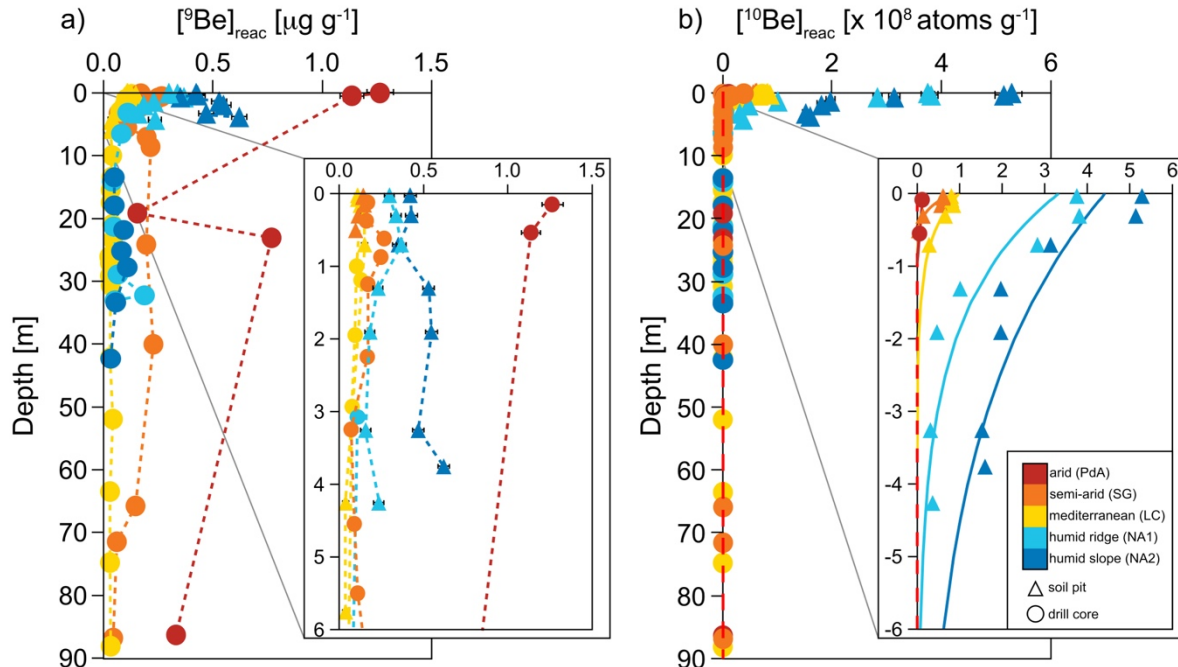 a) [⁹Be]reac [µg g⁻¹]
0.0 0.5 1.0 1.5
0
10
20
30
40
50
60
70
80
90
Depth [m]
0.0 0.5 1.0 1.5
0
1
2
3
4
5
6
b) [¹⁰Be]reac [x 10⁸ atoms g⁻¹]
0 2 4 6
0
10
20
30
40
50
60
70
80
90
Depth [m]
0 1 2 3 4 5 6
0
-1
-2
-3
-4
-5
-6
arid (PdA)
semi-arid (SG)
mediterranean (LC)
humid ridge (NA1)
humid slope (NA2)
soil pit
drill core